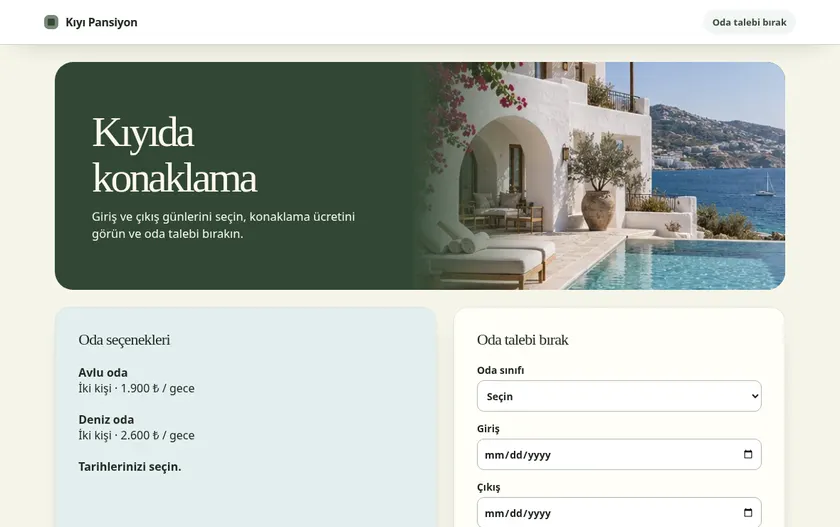 Kıyı Pansiyon
Oda talebi bırak
Kıyıda
konaklama
Giriş ve çıkış günlerini seçin, konaklama ücretini
görün ve oda talebi bırakın.
Oda seçenekleri
Avlu oda
İki kişi · 1.900 ₺ / gece
Deniz oda
İki kişi · 2.600 ₺ / gece
Tarihlerinizi seçin.
Oda talebi bırak
Oda sınıfı
Seçin
Giriş
mm/dd/yyyy
Çıkış
mm/dd/yyyy